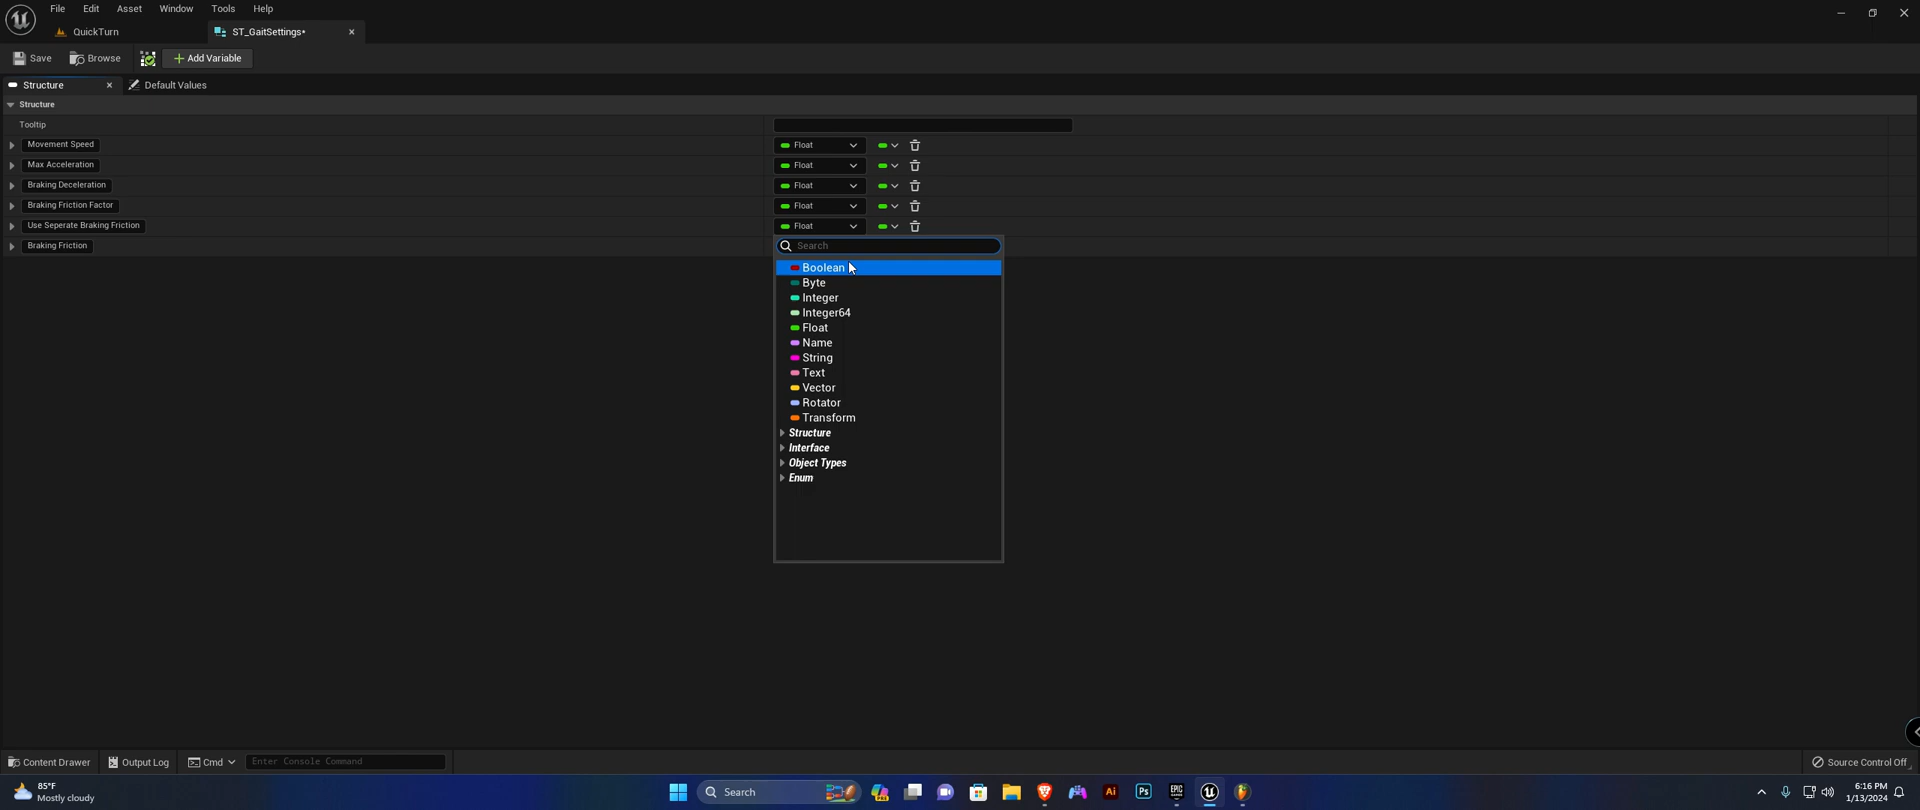 File Edit Asset Window Tools Help
QuickTurn ST_GaitSettings*
Save Browse Add Variable
Structure Default Values
Structure
Tooltip
Movement Speed Float
Max Acceleration Float
Braking Deceleration Float
Braking Friction Factor Float
Use Seperate Braking Friction Float
Braking Friction Search
Boolean
Byte
Integer
Integer64
Float
Name
String
Text
Vector
Rotator
Transform
Structure
Interface
Object Types
Enum
Content Drawer Output Log Cmd Enter Console Command Source Control Off
85°F
Mostly cloudy
Search
6:16 PM
1/13/2024